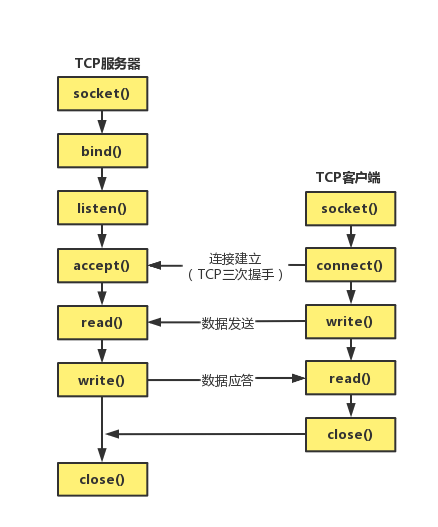 TCP服务器
socket()
bind()
listen()
TCP客户端
socket()
accept()
连接建立
（TCP三次握手）
connect()
read()
数据发送
write()
write()
数据应答
read()
close()
close()